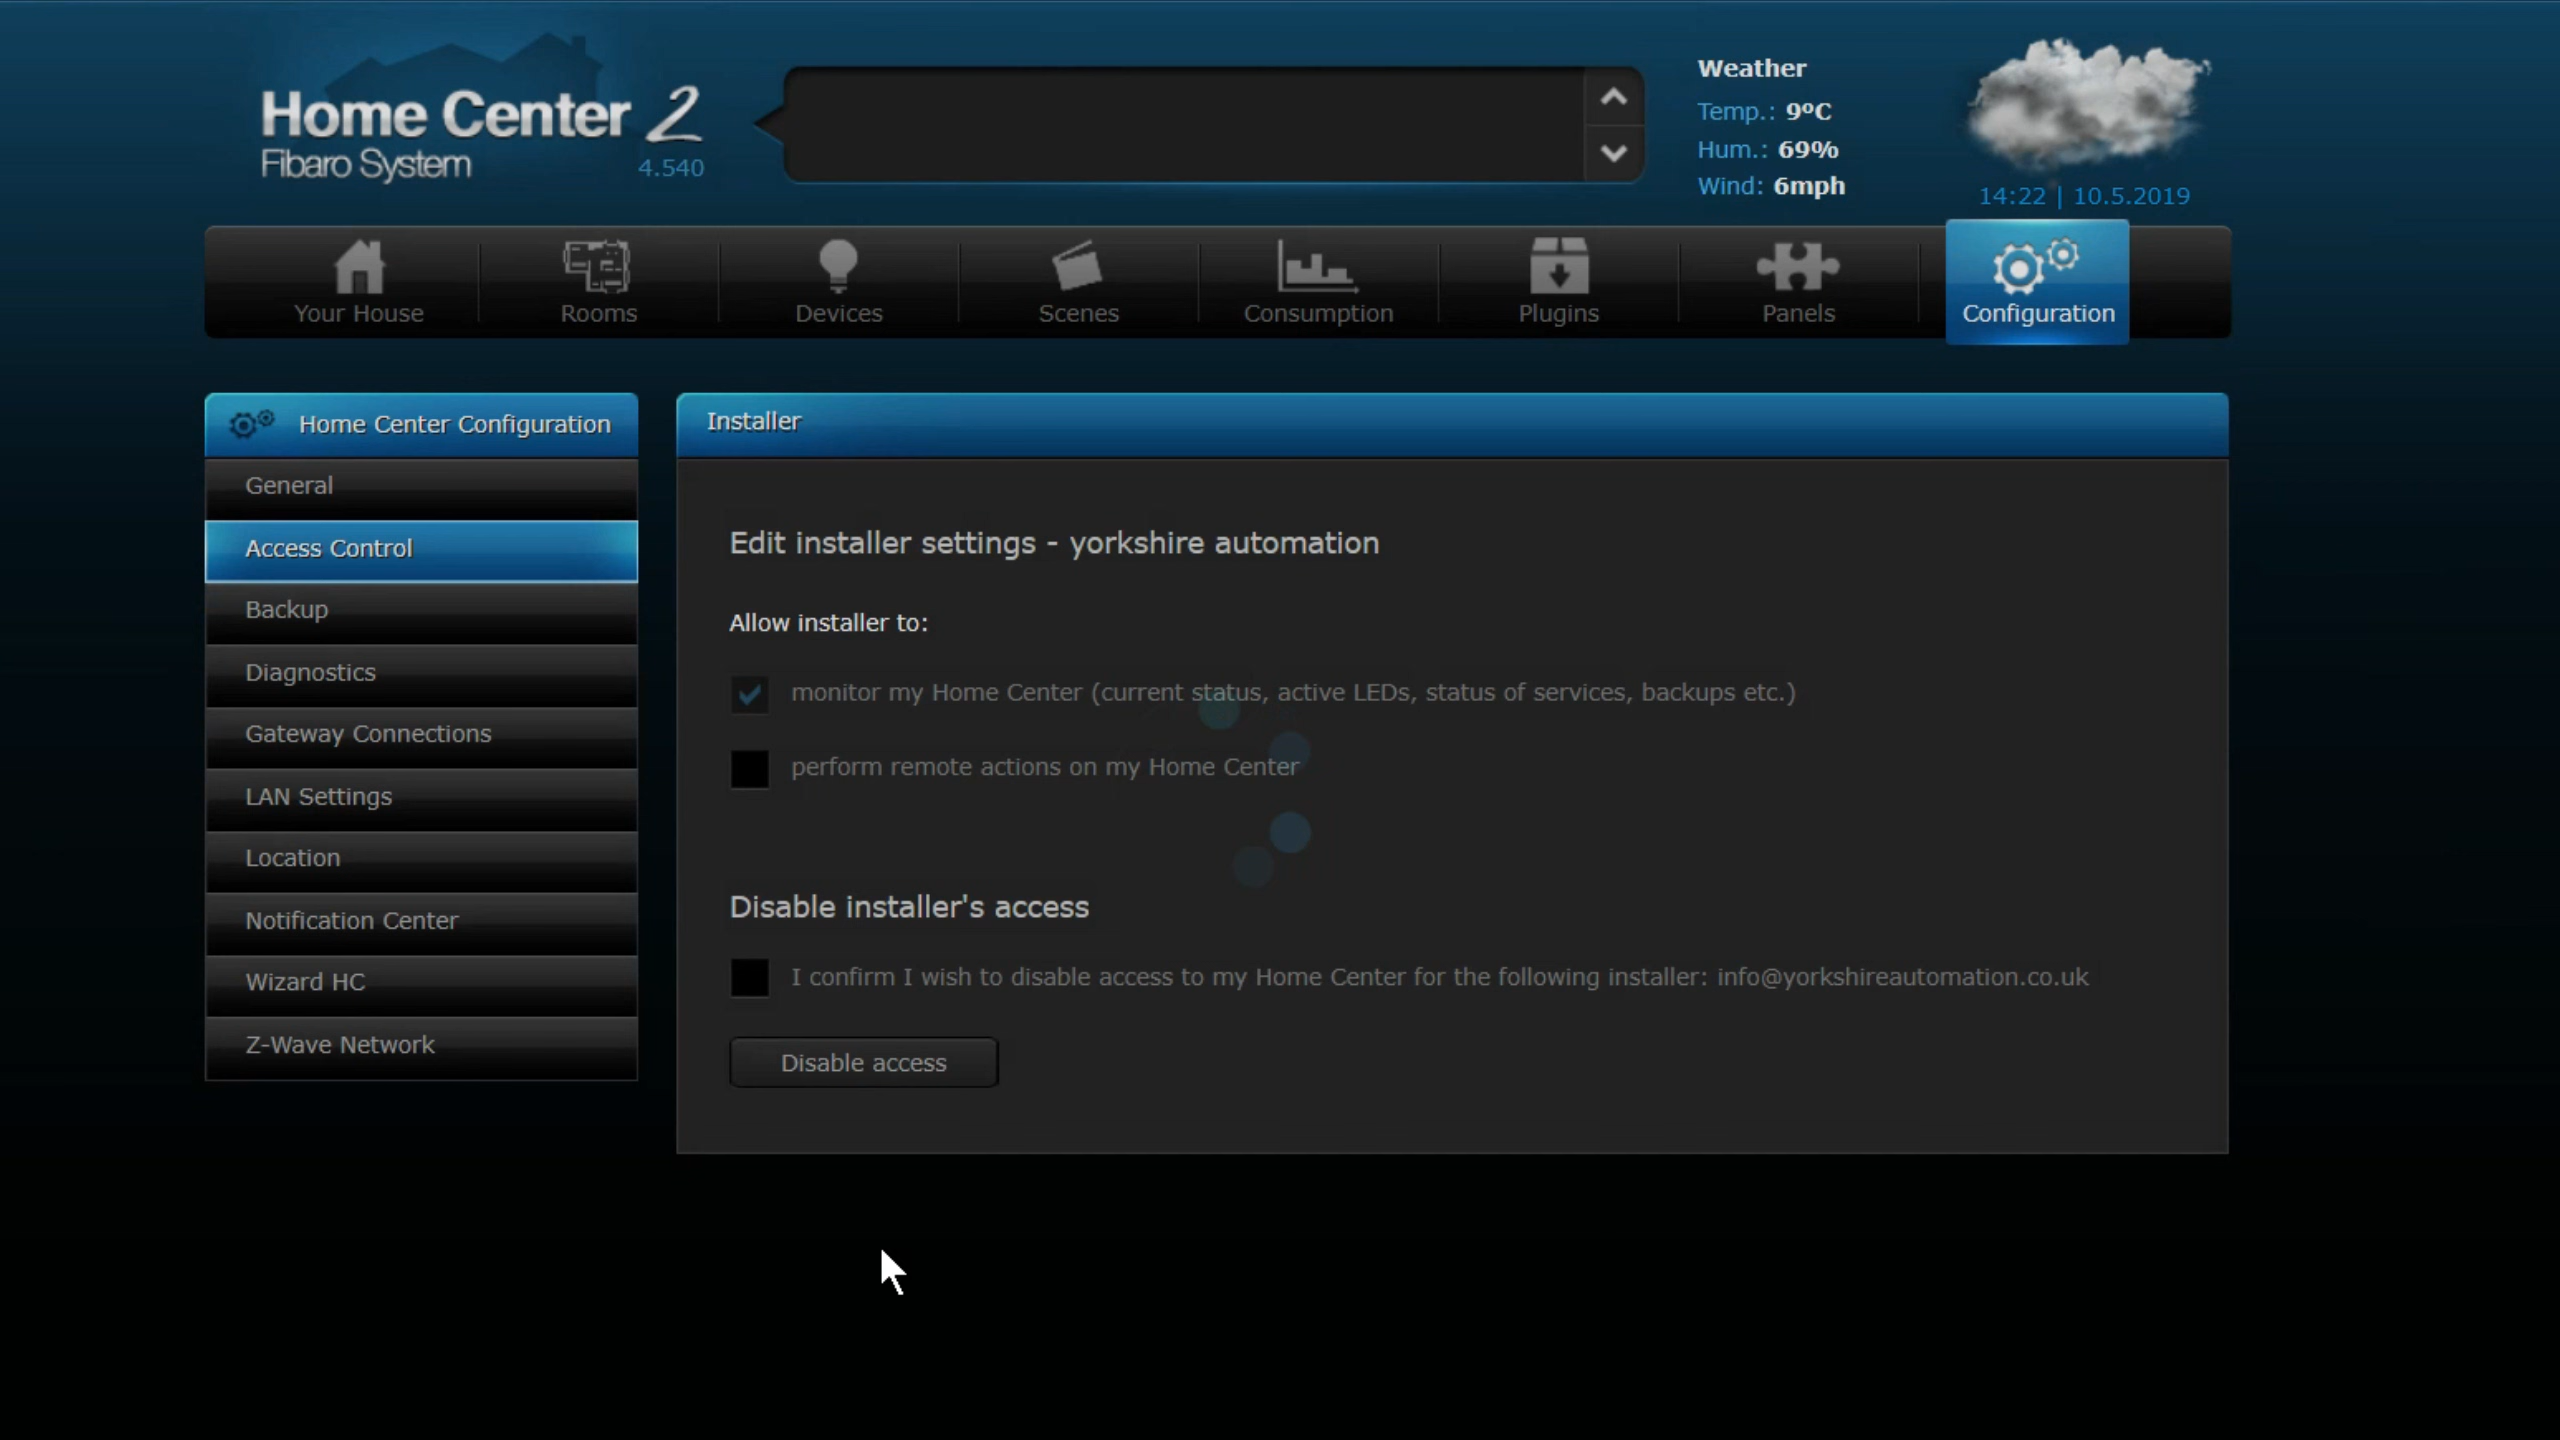 Home Center 2
Fibaro System
4.540
Weather
Temp.: 9ºC
Hum.: 69%
Wind: 6mph
14:22 | 10.5.2019
Your House
Rooms
Devices
Scenes
Consumption
Plugins
Panels
Configuration
Home Center Configuration
General
Access Control
Backup
Diagnostics
Gateway Connections
LAN Settings
Location
Notification Center
Wizard HC
Z-Wave Network
Installer
Edit installer settings - yorkshire automation
Allow installer to:
monitor my Home Center (current status, active LEDs, status of services, backups etc.)
perform remote actions on my Home Center
Disable installer's access
I confirm I wish to disable access to my Home Center for the following installer: info@yorkshireautomation.co.uk
Disable access